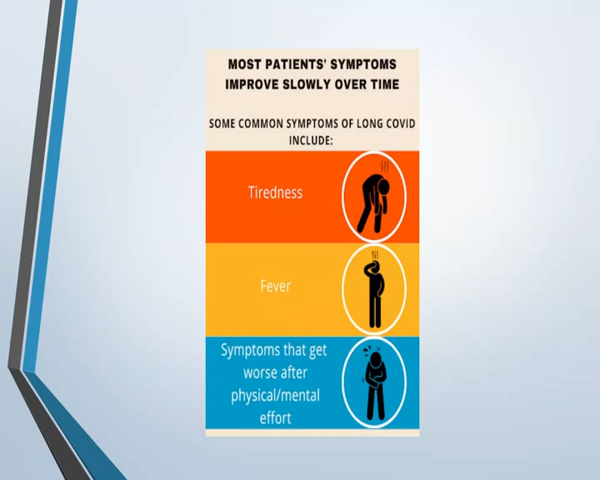 MOST PATIENTS' SYMPTOMS
IMPROVE SLOWLY OVER TIME
SOME COMMON SYMPTOMS OF LONG COVID
INCLUDE:
Tiredness
Fever
Symptoms that get
worse after
physical/mental
effort